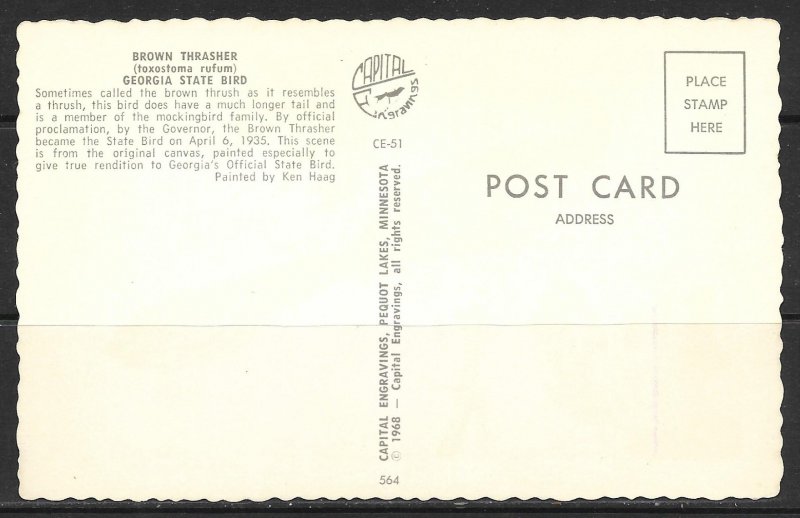 BROWN THRASHER
(toxostoma rufum)
GEORGIA STATE BIRD
Sometimes called the brown thrush as it resembles
a thrush, this bird does have a much longer tail and
is a member of the mockingbird family. By official
proclamation, by the Governor, the Brown Thrasher
became the State Bird on April 6, 1935. This scene
is from the original canvas, painted especially to
give true rendition to Georgia's Official State Bird.
Painted by Ken Haag
CAPITAL
Engravings
CE-51
CAPITAL ENGRAVINGS, PEQUOT LAKES, MINNESOTA
© 1968 — Capital Engravings, all rights reserved.
564
PLACE
STAMP
HERE
POST CARD
ADDRESS